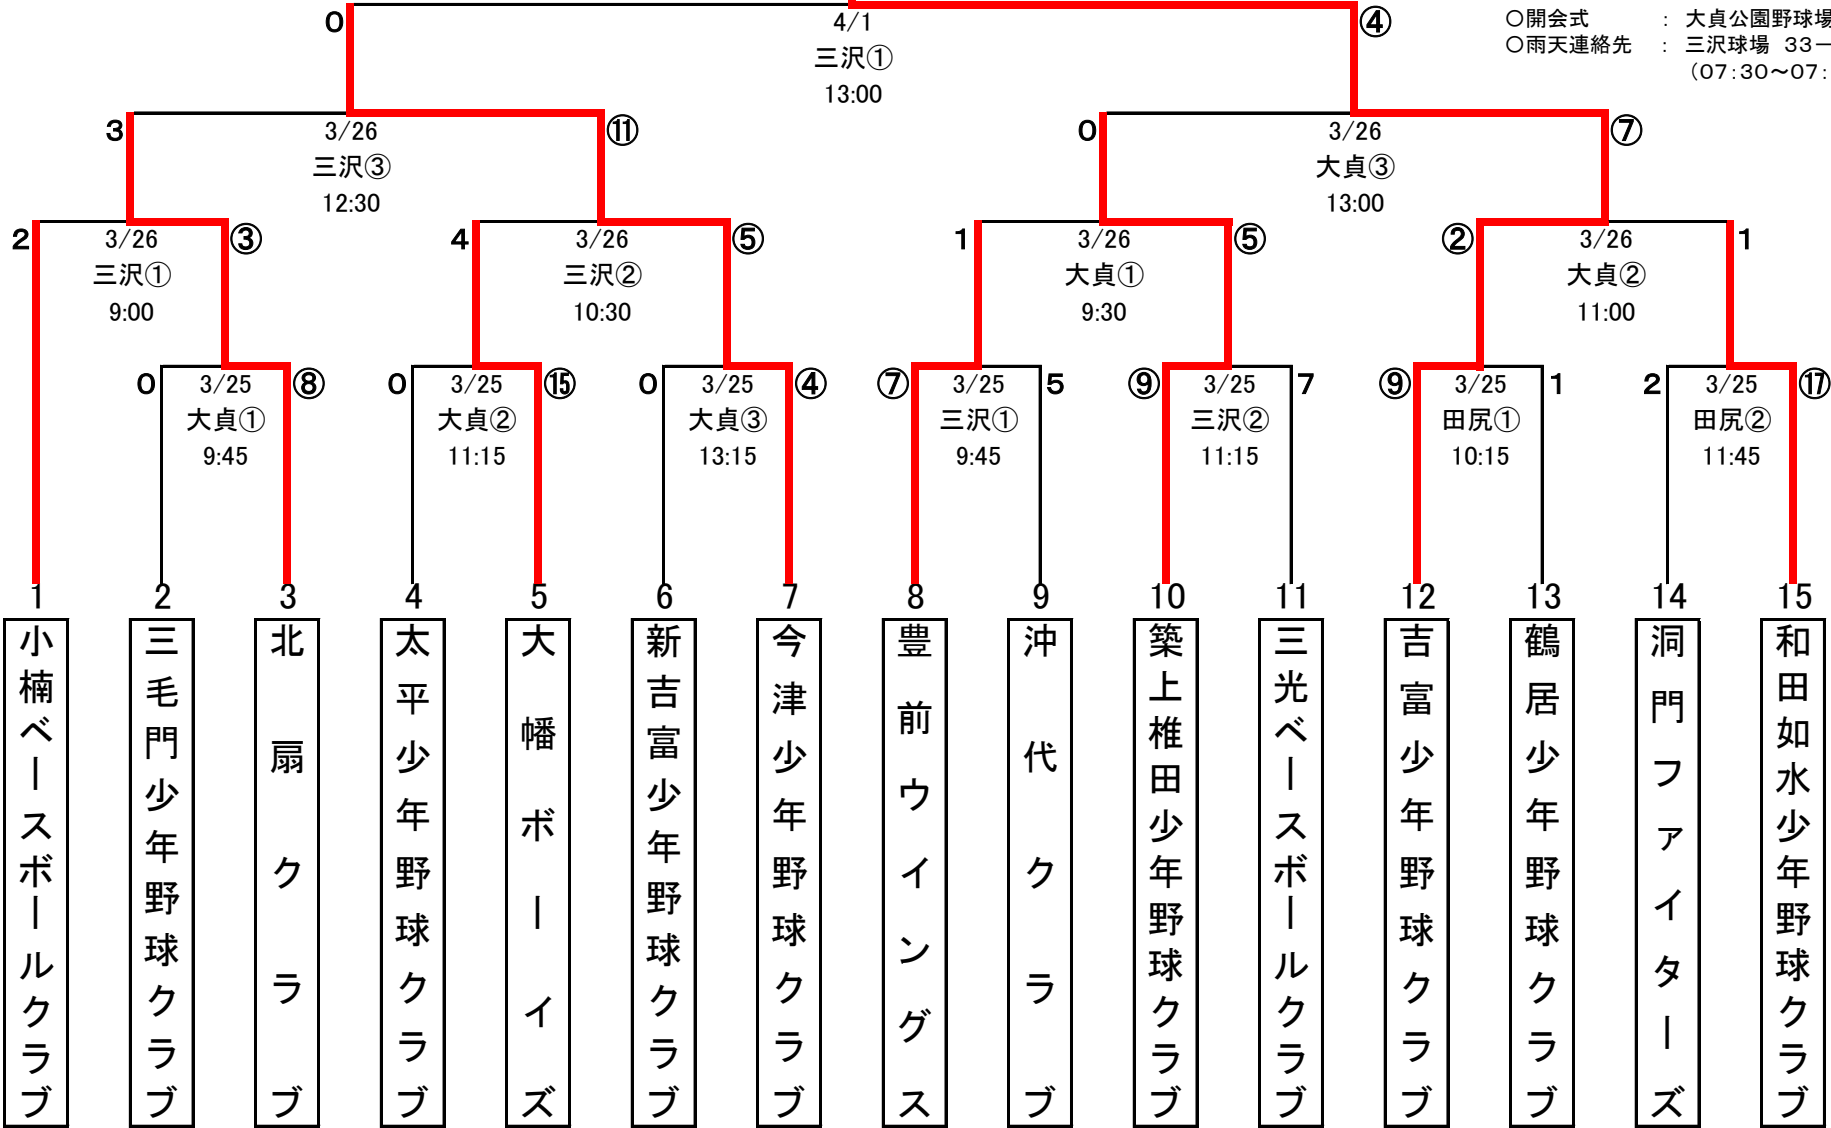 ○開会式 : 大貞公園野球場
○雨天連絡先 : 三沢球場 33ー
(07:30～07:
0 4/1 ④
三沢①
13:00
3 3/26 ⑪ 0 3/26 ⑦
三沢③ 大貞③
12:30 13:00
2 3/26 ③ 4 3/26 ⑤ 1 3/26 ⑤ ② 3/26 1
三沢① 三沢② 大貞① 大貞②
9:00 10:30 9:30 11:00
0 3/25 ⑧ 0 3/25 ⑮ 0 3/25 ④ ⑦ 3/25 5 ⑨ 3/25 7 ⑨ 3/25 1 2 3/25 ⑰
大貞① 大貞② 大貞③ 三沢① 三沢② 田尻① 田尻②
9:45 11:15 13:15 9:45 11:15 10:15 11:45
1 2 3 4 5 6 7 8 9 10 11 12 13 14 15
小楠ベースボールクラブ
三毛門少年野球クラブ
北扇クラブ
太平少年野球クラブ
大幡ボーイズ
新吉富少年野球クラブ
今津少年野球クラブ
豊前ウイングス
沖代クラブ
築上椎田少年野球クラブ
三光ベースボールクラブ
吉富少年野球クラブ
鶴居少年野球クラブ
洞門ファイターズ
和田如水少年野球クラブ